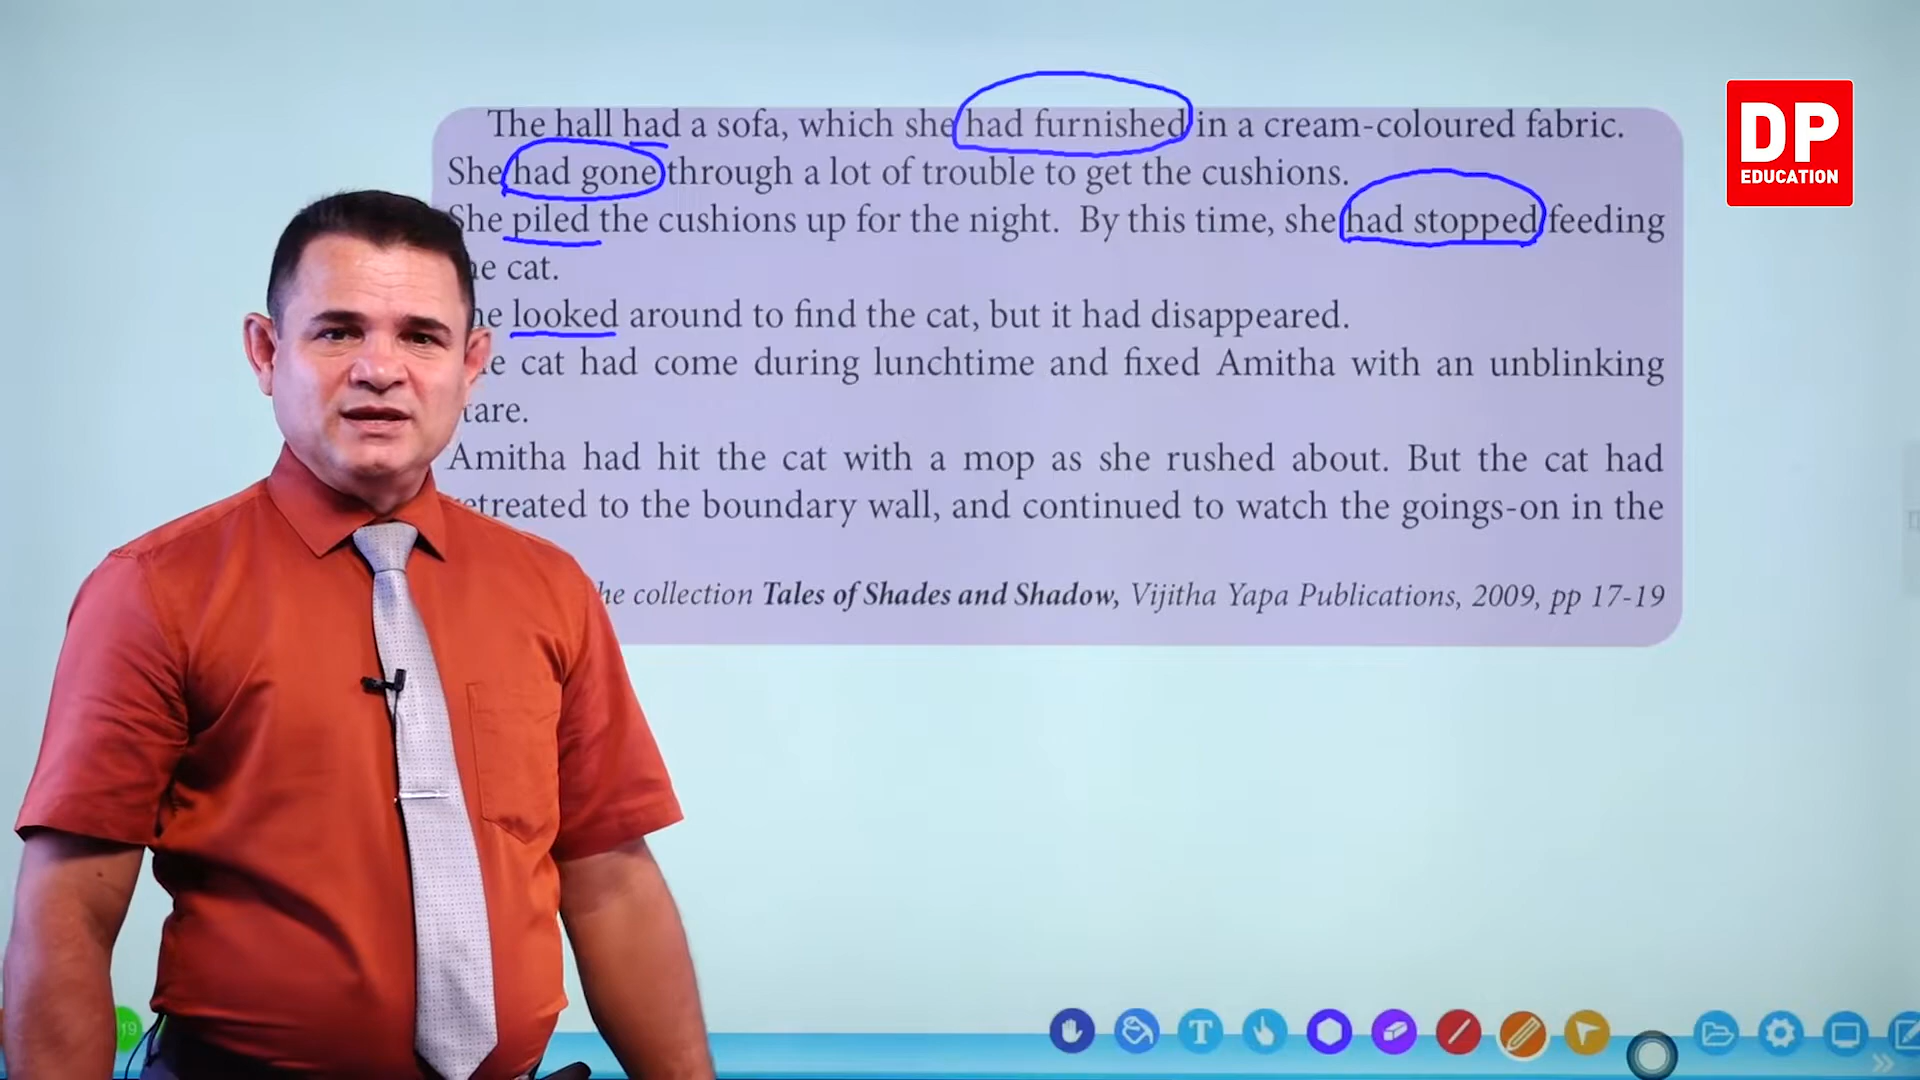 The hall had a sofa, which she had furnished in a cream-coloured fabric.
She had gone through a lot of trouble to get the cushions.
She piled the cushions up for the night. By this time, she had stopped feeding
cat.
looked around to find the cat, but it had disappeared.
cat had come during lunchtime and fixed Amitha with an unblinking
Amitha had hit the cat with a mop as she rushed about. But the cat had
to the boundary wall, and continued to watch the goings-on in the
collection Tales of Shades and Shadow, Vijitha Yapa Publications, 2009, pp 17-19
DP
EDUCATION
T